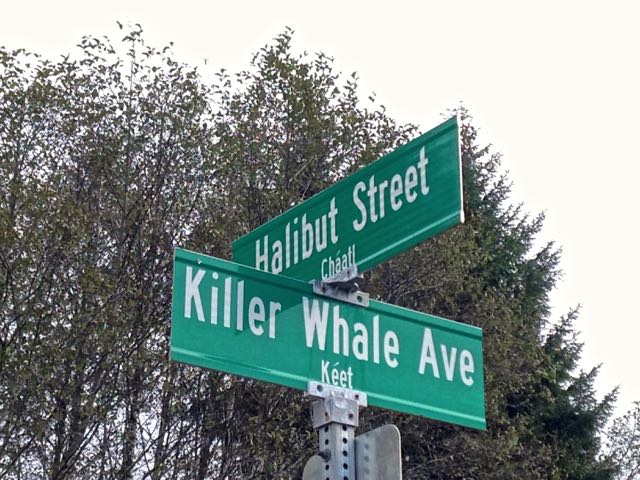 Halibut Street
Cháatl
Killer Whale Ave
Kéet